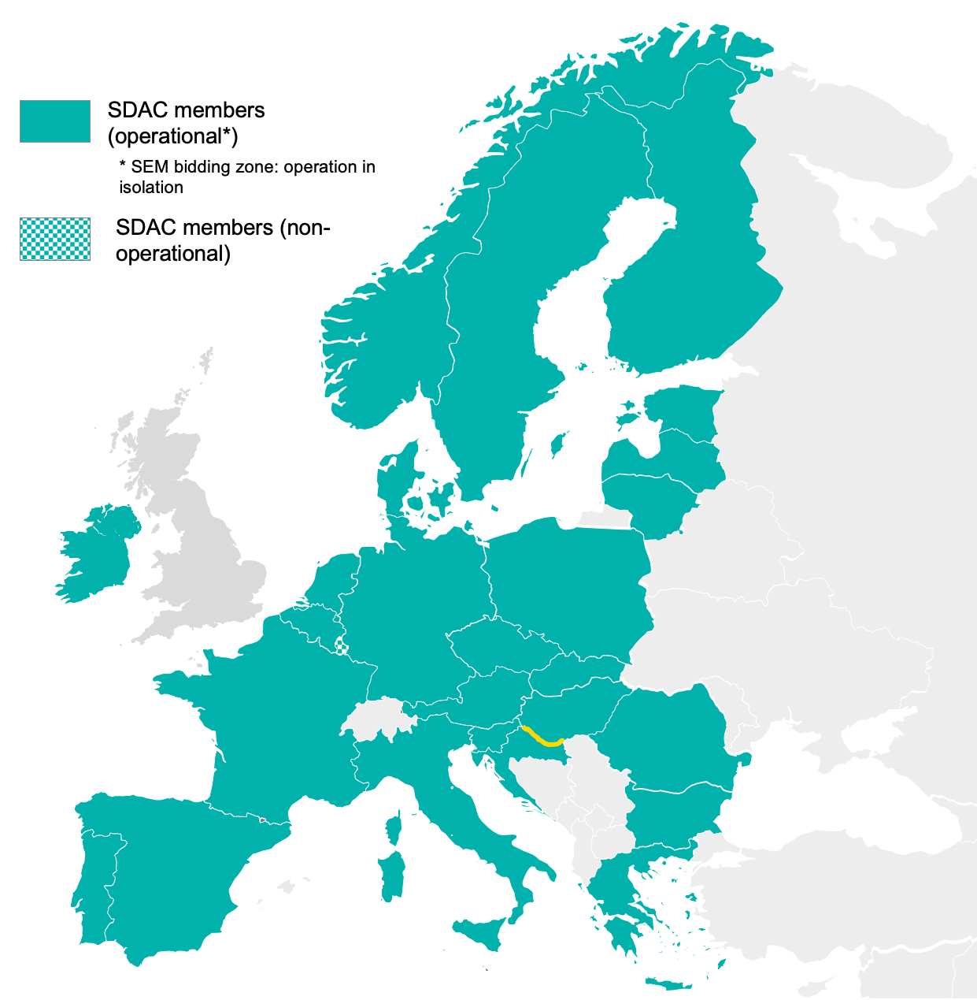 SDAC members
(operational*)
* SEM bidding zone: operation in
isolation
SDAC members (non-
operational)